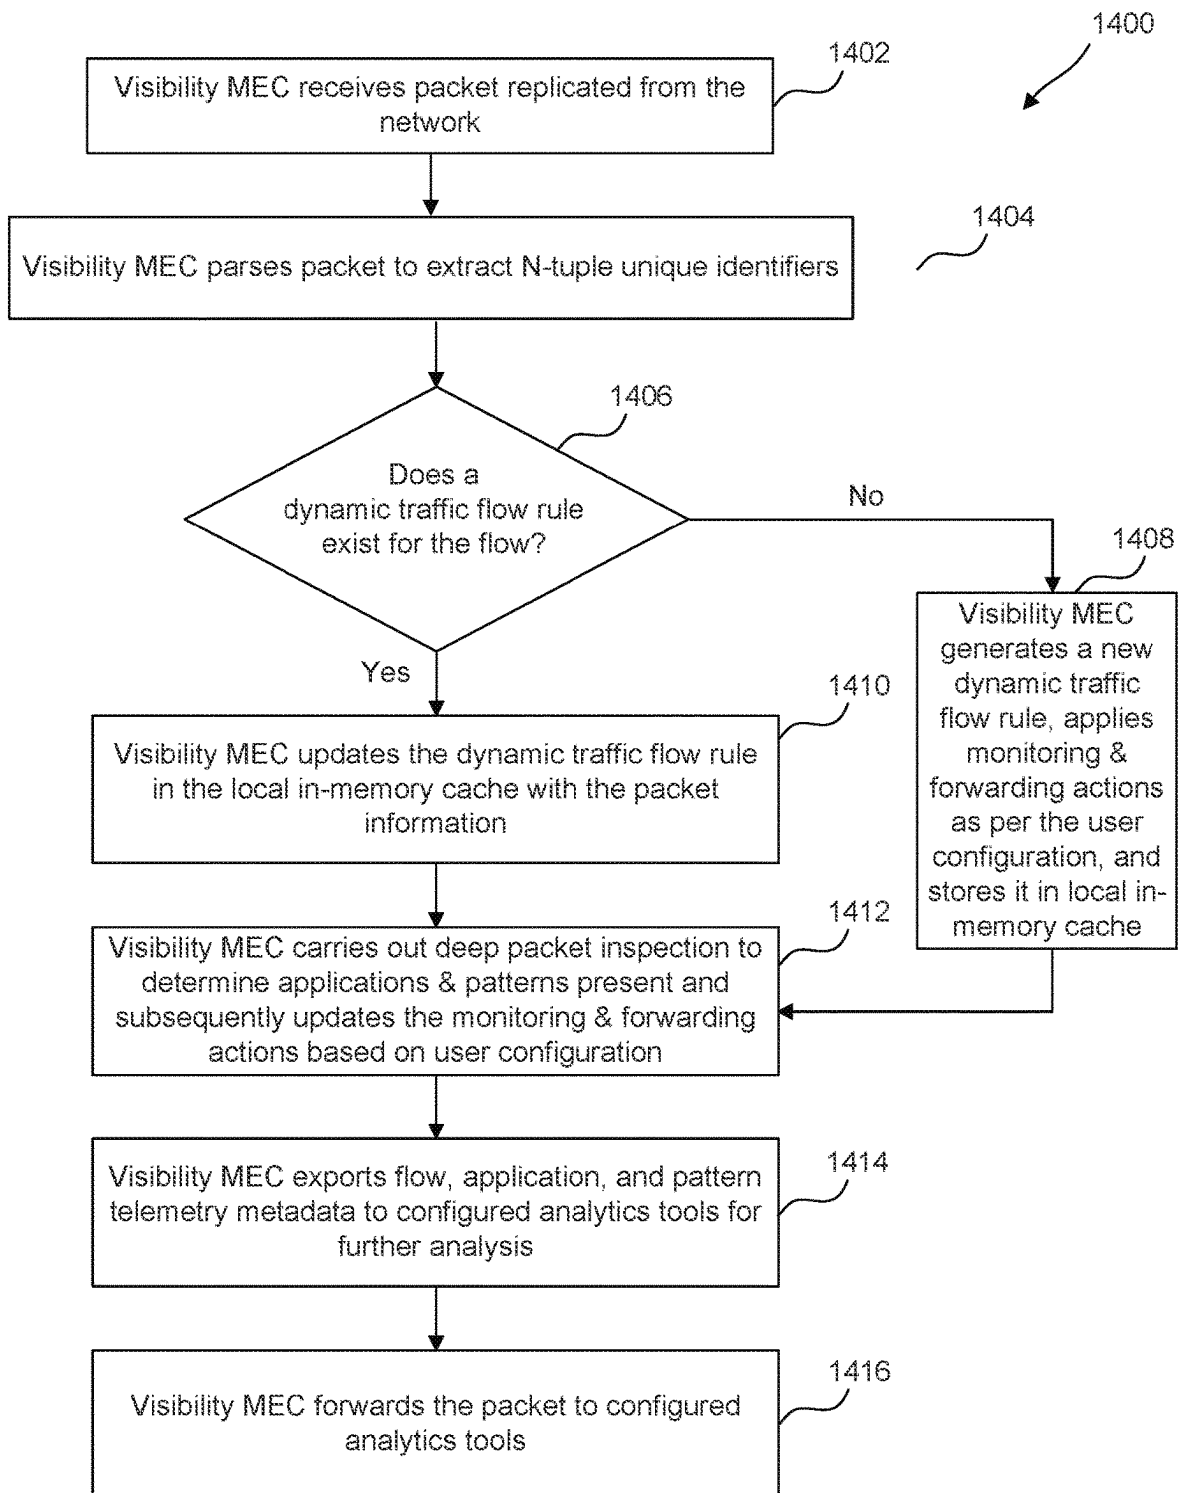 1400
1402
Visibility MEC receives packet replicated from the
network
1404
Visibility MEC parses packet to extract N-tuple unique identifiers
1406
Does a
dynamic traffic flow rule
exist for the flow?
No
Yes
1408
Visibility MEC
generates a new
dynamic traffic
flow rule, applies
monitoring &
forwarding actions
as per the user
configuration, and
stores it in local in-
memory cache
1410
Visibility MEC updates the dynamic traffic flow rule
in the local in-memory cache with the packet
information
1412
Visibility MEC carries out deep packet inspection to
determine applications & patterns present and
subsequently updates the monitoring & forwarding
actions based on user configuration
1414
Visibility MEC exports flow, application, and pattern
telemetry metadata to configured analytics tools for
further analysis
1416
Visibility MEC forwards the packet to configured
analytics tools